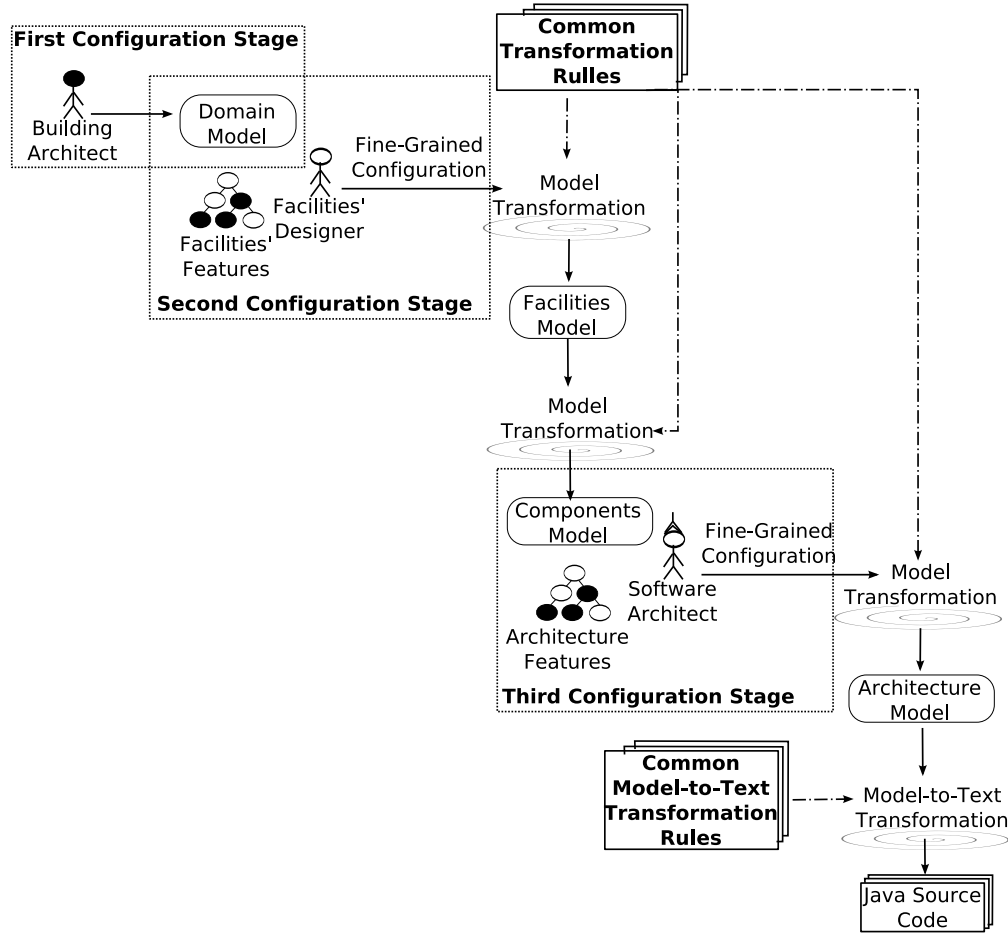 First Configuration Stage
Building
Architect
Domain
Model
Common
Transformation
Rulles
Fine-Grained
Configuration
Facilities'
Designer
Facilities'
Features
Second Configuration Stage
Model
Transformation
Facilities
Model
Model
Transformation
Components
Model
Fine-Grained
Configuration
Software
Architect
Architecture
Features
Third Configuration Stage
Model
Transformation
Architecture
Model
Common
Model-to-Text
Transformation
Rules
Model-to-Text
Transformation
Java Source
Code